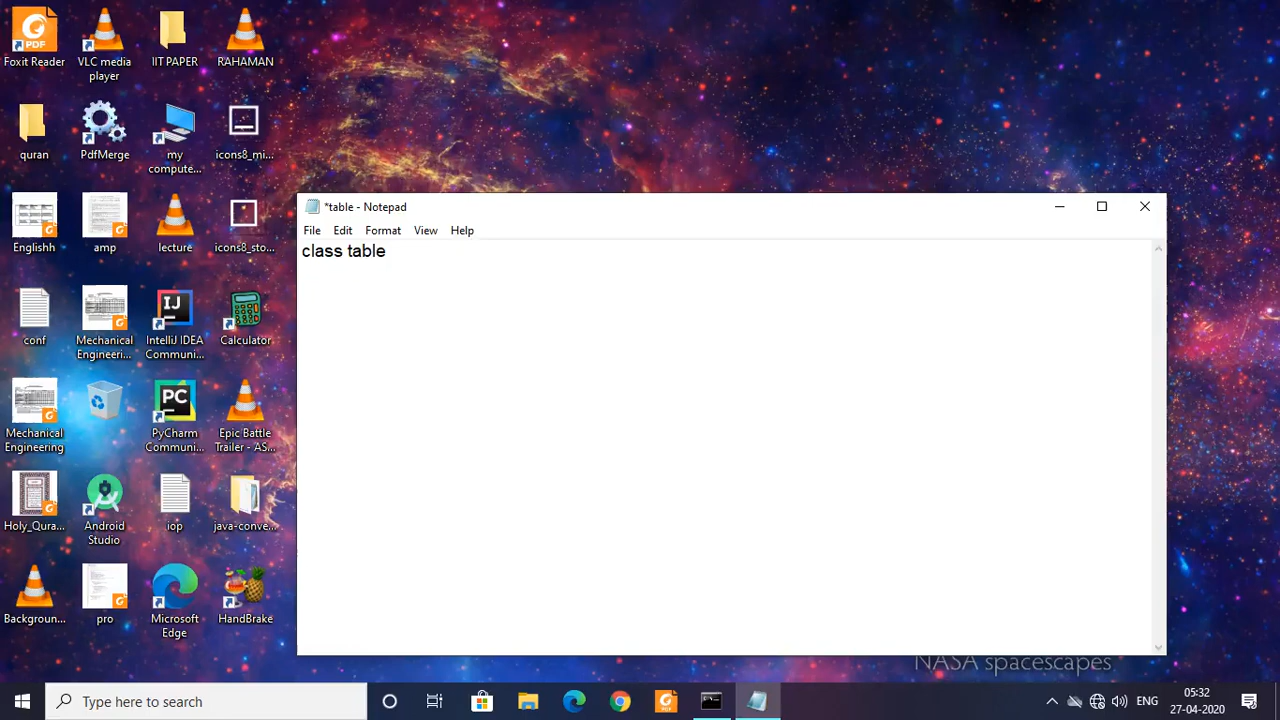 Foxit Reader
VLC media player
IIT PAPER
RAHAMAN
quran
PdfMerge
my compute...
icons8_mi...
Englishh
amp
lecture
icons8_sto...
conf
Mechanical Engineeri...
IntelliJ IDEA Communi...
Calculator
Mechanical Engineering
PyCharm Communi...
Epic Battle Trailer - AS...
Holy_Qura...
Android Studio
iop
java-conve...
Backgroun...
pro
Microsoft Edge
HandBrake
*table - Notepad
File Edit Format View Help
class table
NASA spacescapes
Type here to search
ENG
05:32
27-04-2020